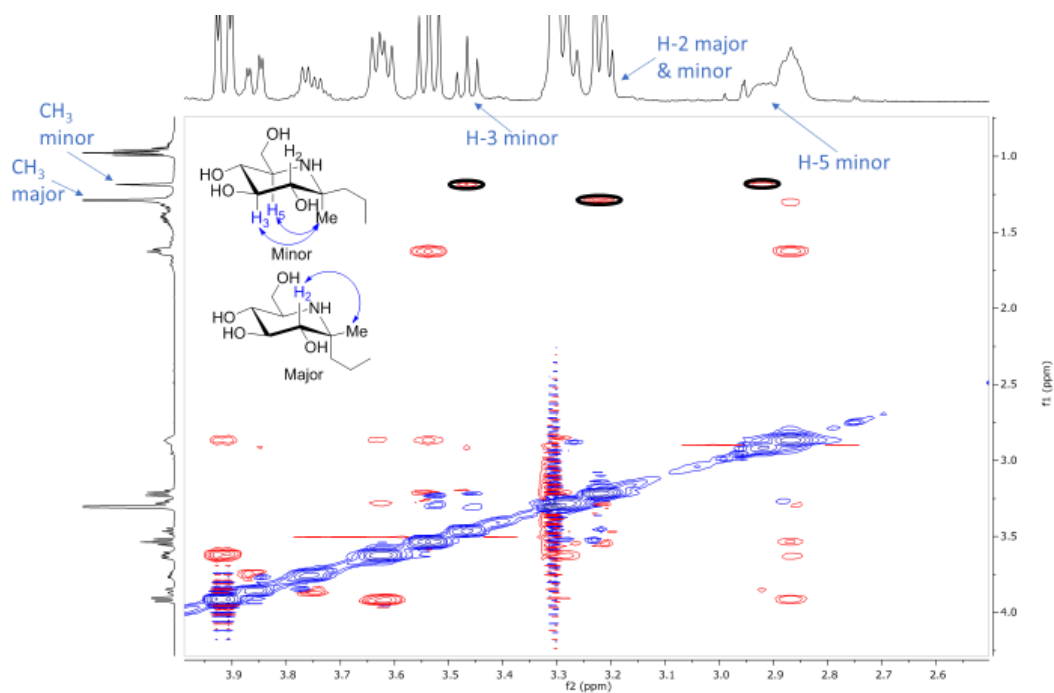 H-2 major
& minor
CH3
minor
H-3 minor
CH3
major
H-5 minor
OH
H2
NH
HO
HO
OH
H3
H5
Me
Minor
OH
H2
NH
HO
HO
Me
OH
Major
1.0
1.5
2.0
2.5
3.0
3.5
4.0
f1 (ppm)
3.9
3.8
3.7
3.6
3.5
3.4
3.3
3.2
3.1
3.0
2.9
2.8
2.7
2.6
f2 (ppm)